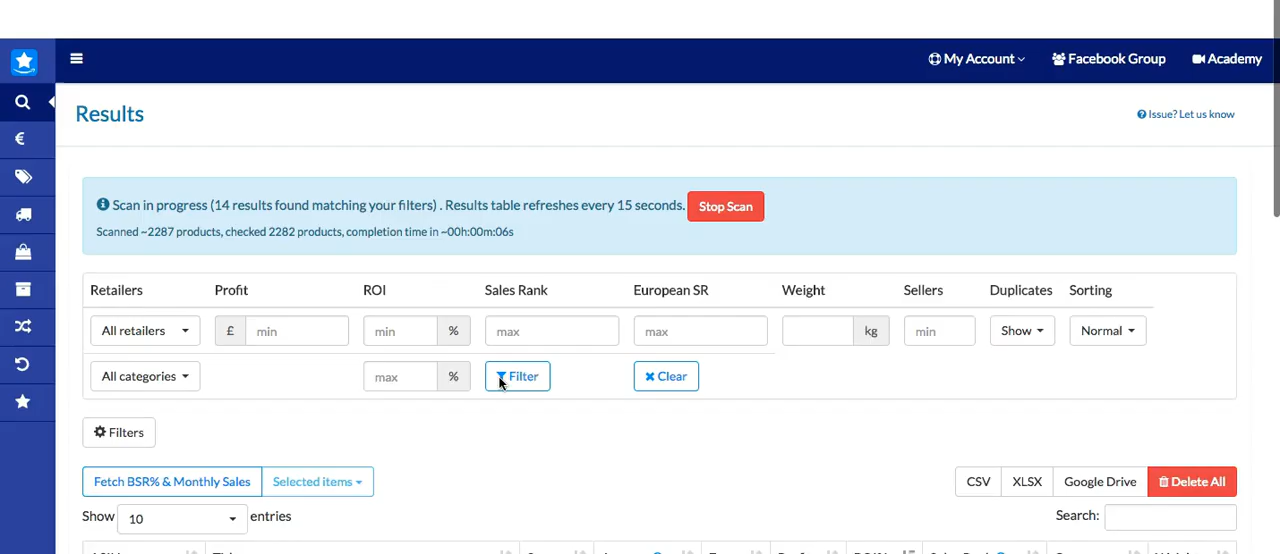 My Account
Facebook Group
Academy
Results
Issue? Let us know
Scan in progress (14 results found matching your filters) . Results table refreshes every 15 seconds. Stop Scan
Scanned ~2287 products, checked 2282 products, completion time in ~00h:00m:06s
Retailers Profit ROI Sales Rank European SR Weight Sellers Duplicates Sorting
All retailers £ min min % max max kg min Show Normal
All categories max % Filter Clear
Filters
Fetch BSR% & Monthly Sales Selected items CSV XLSX Google Drive Delete All
Show 10 entries Search: